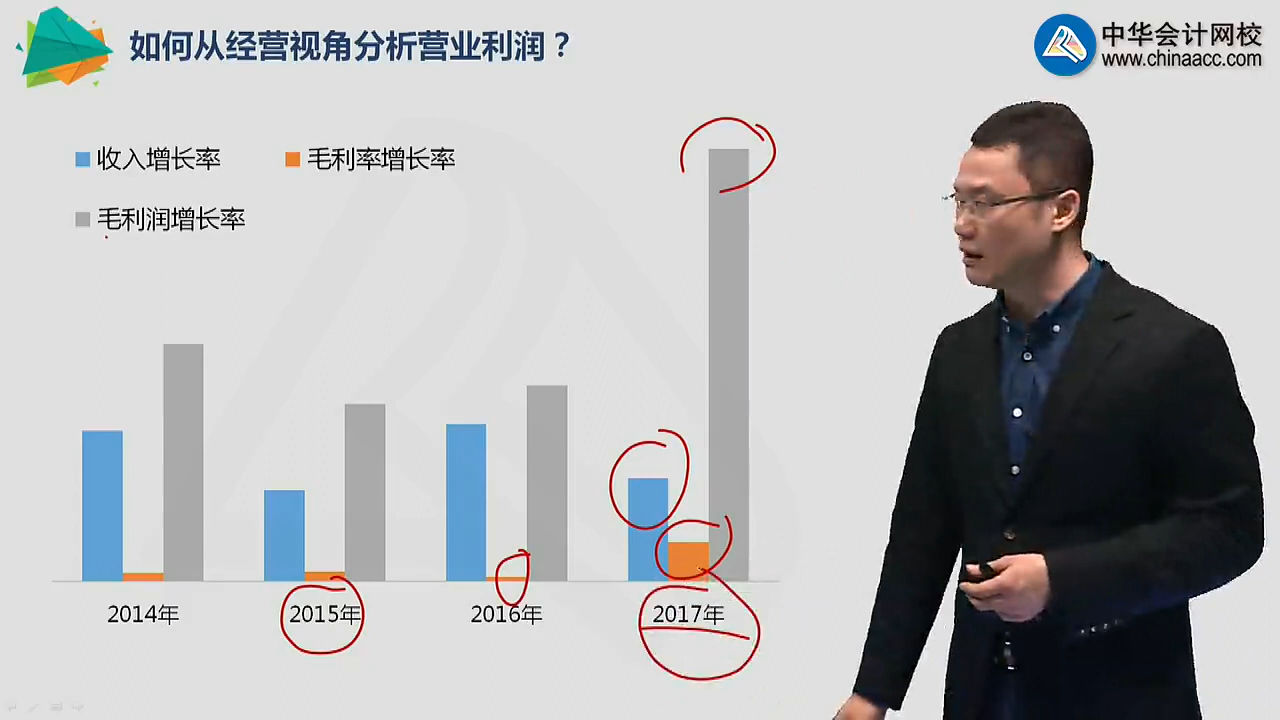 如何从经营视角分析营业利润？
中华会计网校
www.chinaacc.com
收入增长率
毛利率增长率
毛利润增长率
2014年
2015年
2016年
2017年